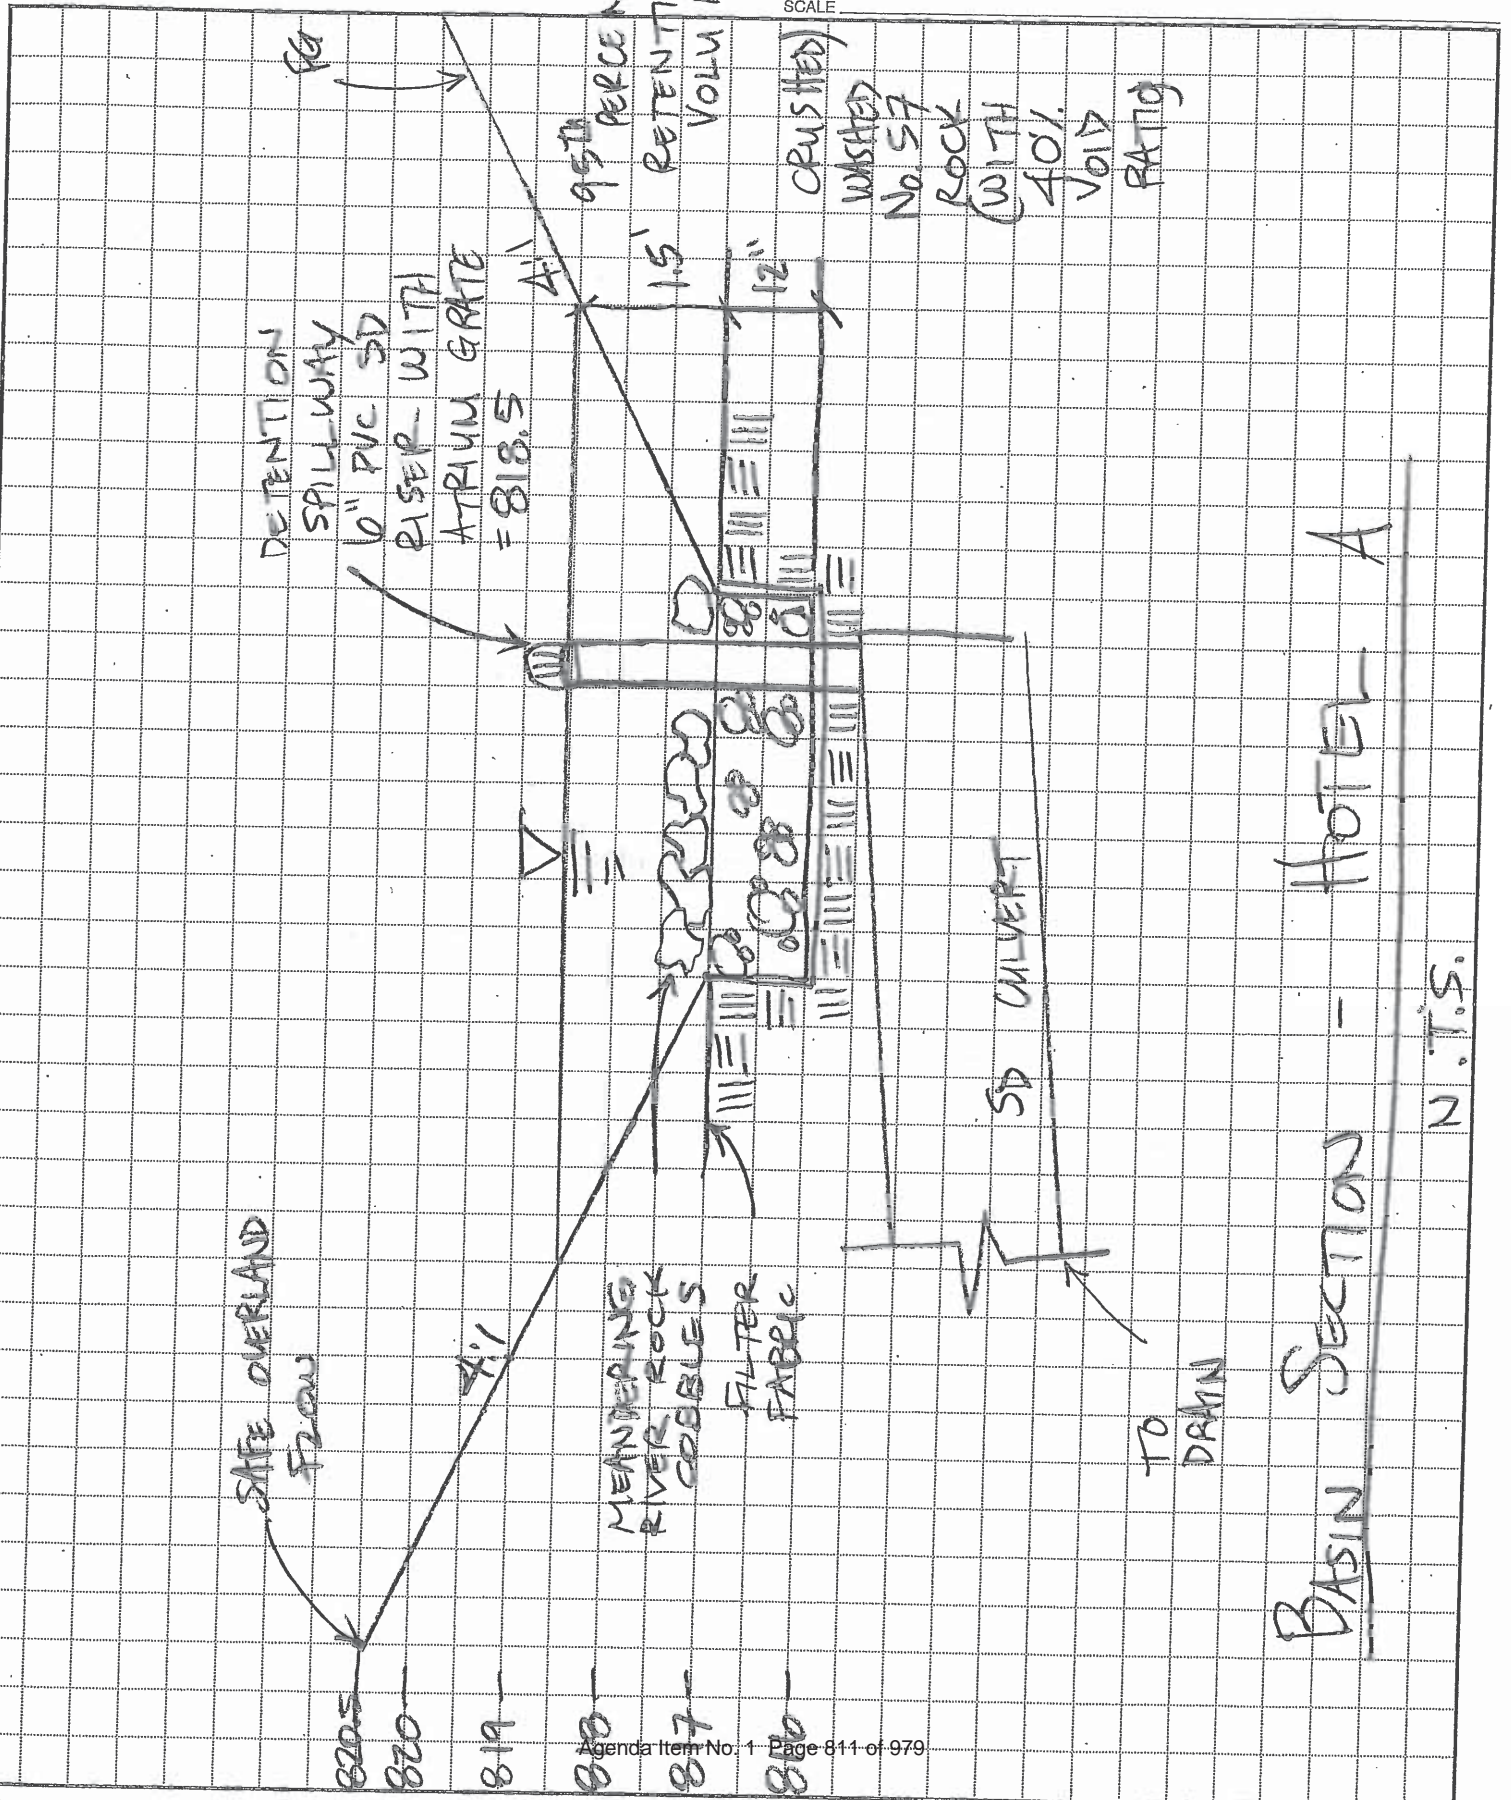 SCALE
FG
95TH
PERCE
RETENT
VOLU
CRUSHED)
WASHED
No. 57
ROCK
(WITH
40%
VOID
RATIO
DETENTION
SPILLWAY
6" PVC SD
RISER WITH
ATRIUM GRATE
= 818.5
4:1
1.5'
12"
SAFE OVERLAND
FLOW
4:1
MEANDERING
RIVER ROCK
COBBLES
FILTER
FABRIC
SD CULVERT
TO
DRAIN
820.5
820
819
818
817
816
BASIN SECTION - HOTEL A
N.T.S.
Agenda Item No. 1 Page 811 of 979